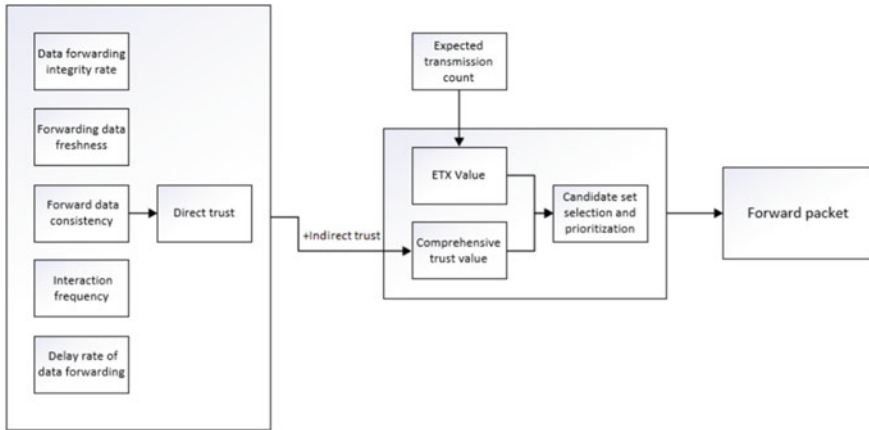 Data forwarding
integrity rate
Forwarding data
freshness
Forward data
consistency
Interaction
frequency
Delay rate of
data forwarding
Direct trust
+Indirect trust
Expected
transmission
count
ETX Value
Comprehensive
trust value
Candidate set
selection and
prioritization
Forward packet